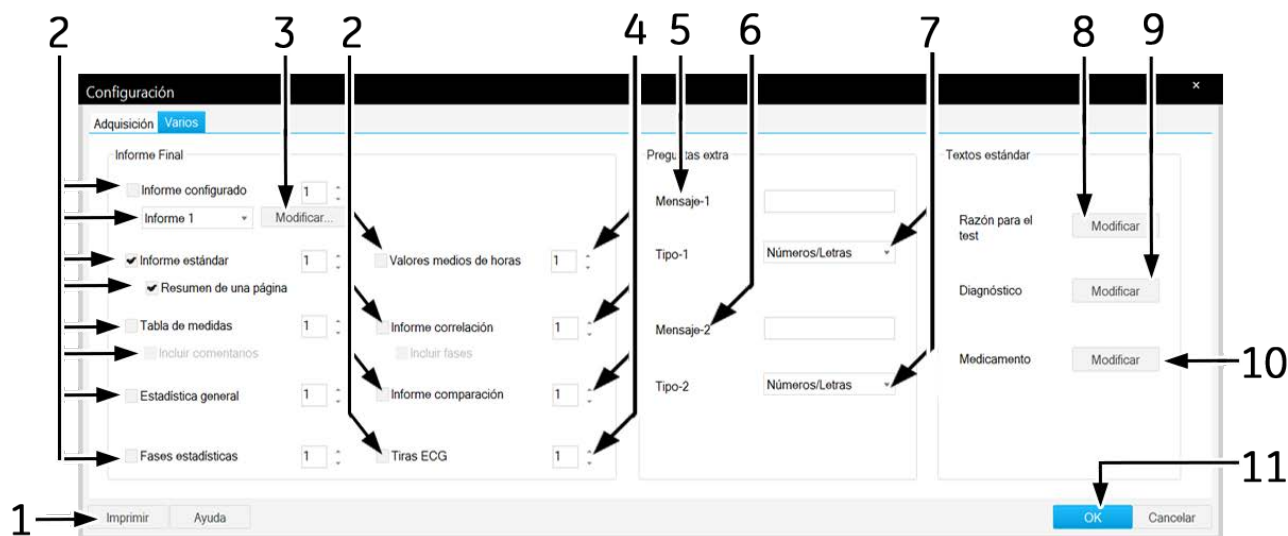 2 3 2 4 5 6 7 8 9
Configuración ×
Adquisición Varios
Informe Final
Informe configurado 1
Informe 1 Modificar...
Informe estándar 1
Resumen de una página
Tabla de medidas 1
Incluir comentarios
Estadística general 1
Fases estadísticas 1
Valores medios de horas 1
Informe correlación 1
Incluir fases
Informe comparación 1
Tiras ECG 1
Preguntas extra
Mensaje-1
Tipo-1 Números/Letras
Mensaje-2
Tipo-2 Números/Letras
7
Textos estándar
Razón para el
test
Modificar
Diagnóstico Modificar
Medicamento Modificar
10
2
1
Imprimir Ayuda
OK Cancelar
11